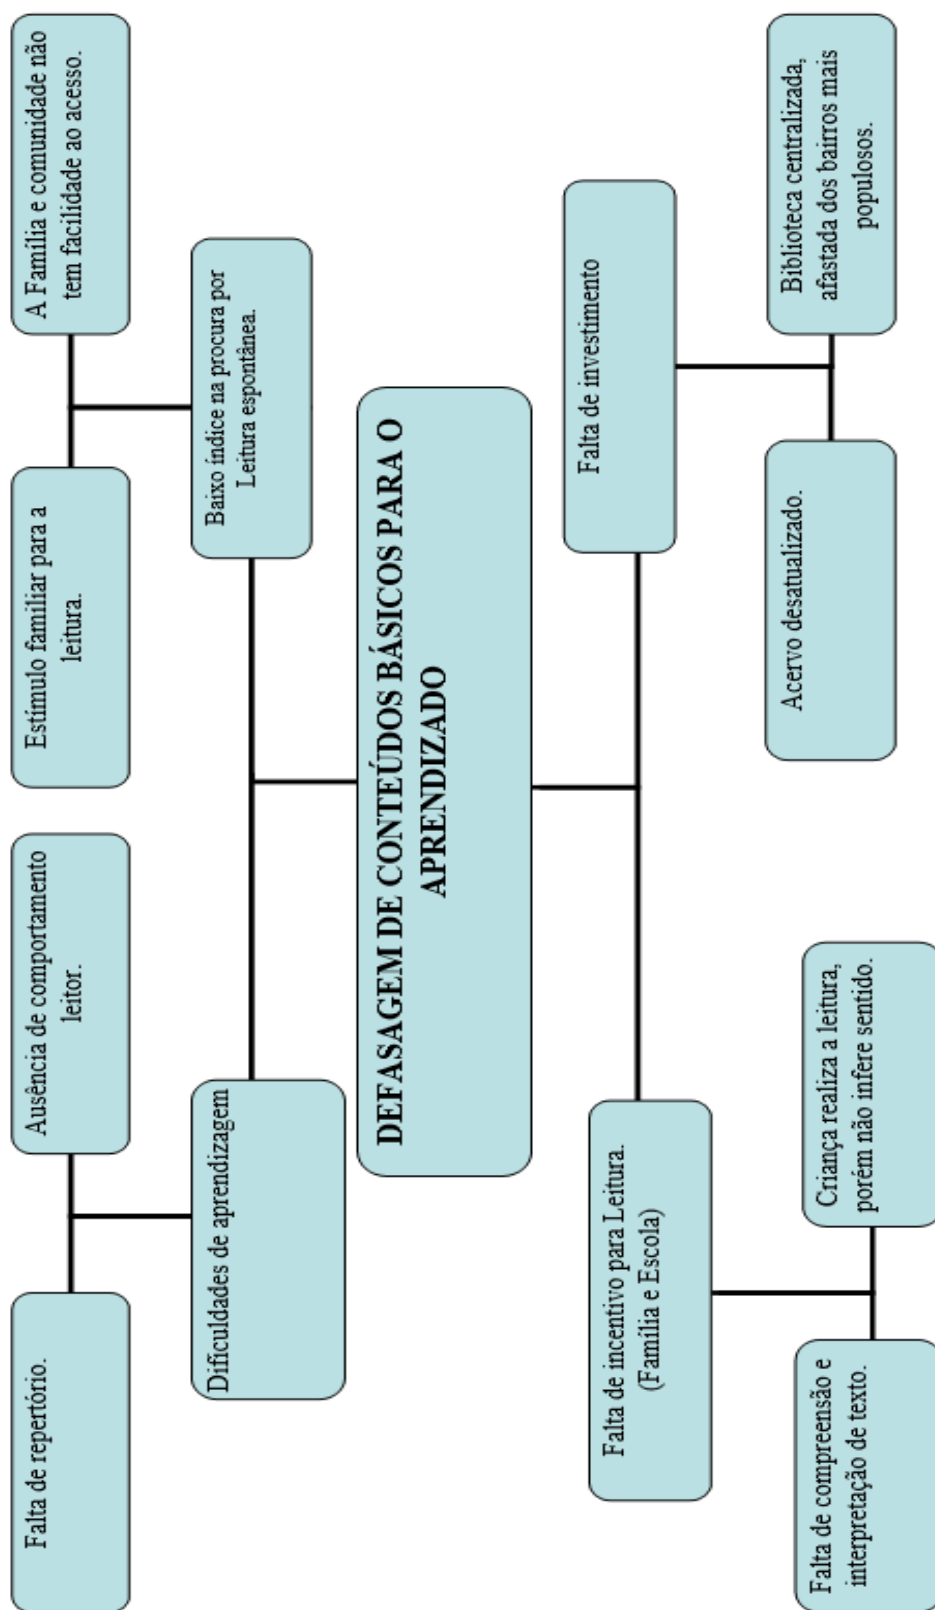 Falta de repertório.
Ausência de comportamento
leitor.
Estímulo familiar para a
leitura.
A Família e comunidade não
tem facilidade ao acesso.
Dificuldades de aprendizagem
Baixo índice na procura por
Leitura espontânea.
DEFASAGEM DE CONTEÚDOS BÁSICOS PARA O
APRENDIZADO
Falta de incentivo para Leitura.
(Família e Escola)
Falta de investimento
Falta de compreensão e
interpretação de texto.
Criança realiza a leitura,
porém não infere sentido.
Acervo desatualizado.
Biblioteca centralizada,
afastada dos bairros mais
populosos.